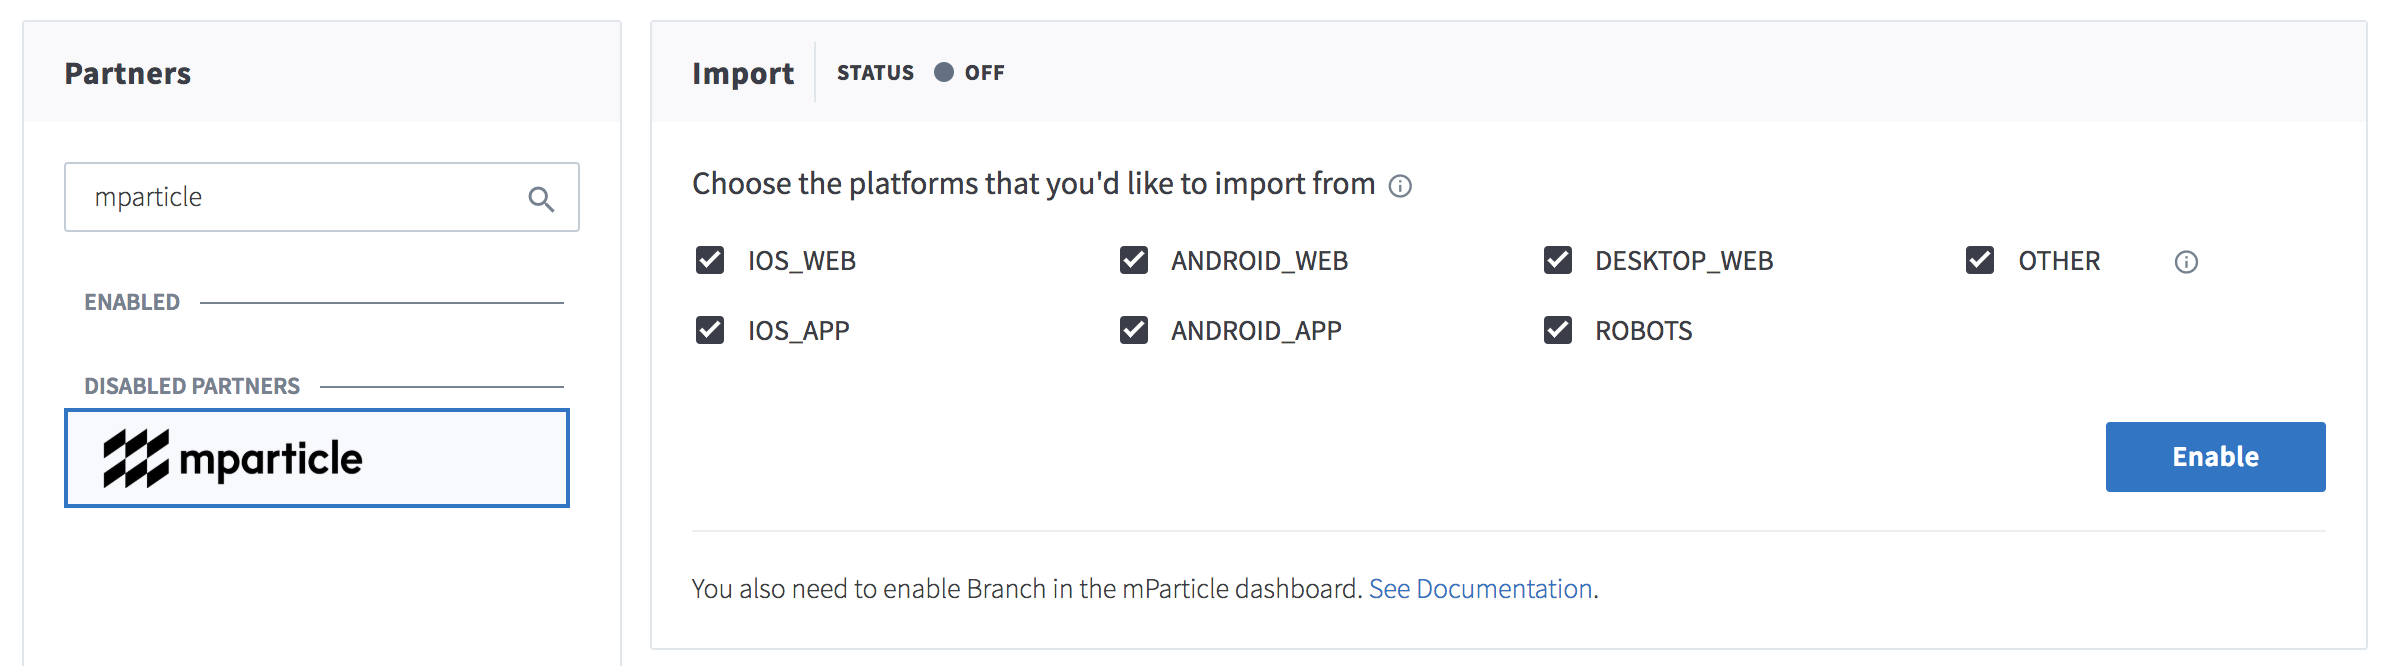 Partners
mparticle
ENABLED
DISABLED PARTNERS
mparticle
Import STATUS OFF
Choose the platforms that you'd like to import from
IOS_WEB ANDROID_WEB DESKTOP_WEB OTHER
IOS_APP ANDROID_APP ROBOTS
Enable
You also need to enable Branch in the mParticle dashboard. See Documentation.